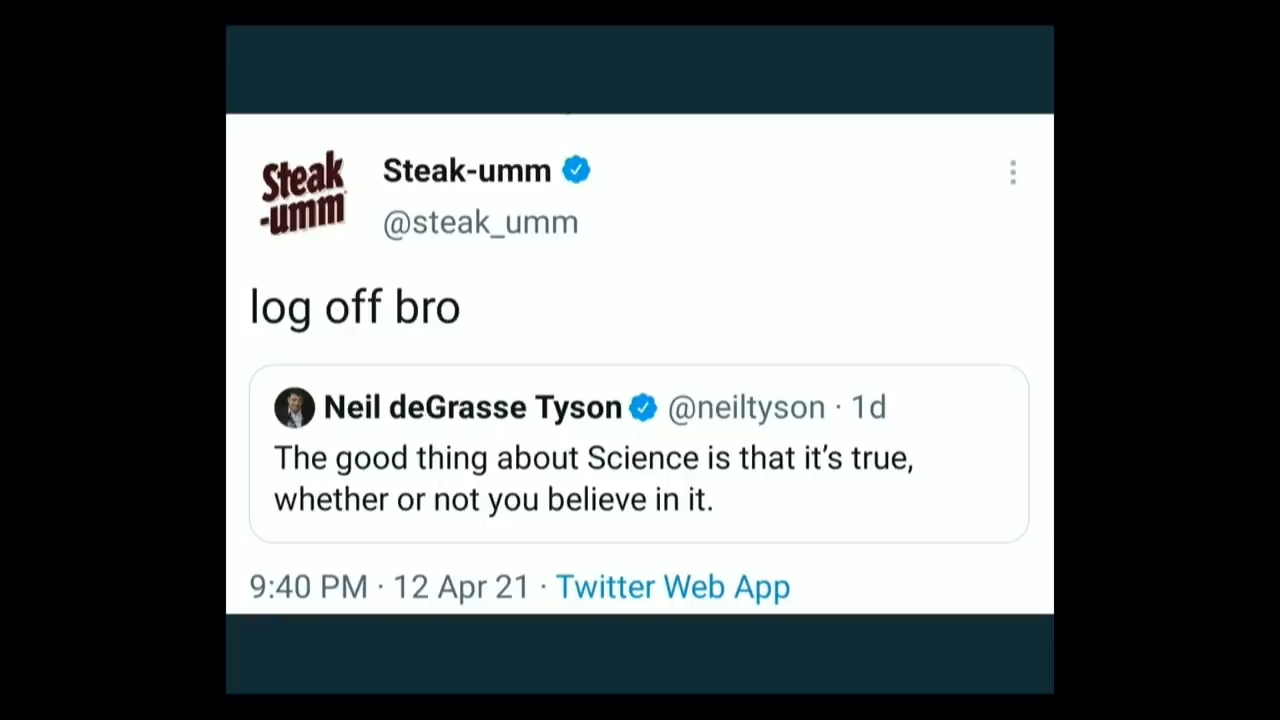 Steak
-umm
Steak-umm
@steak_umm
log off bro
Neil deGrasse Tyson @neiltyson · 1d
The good thing about Science is that it’s true,
whether or not you believe in it.
9:40 PM · 12 Apr 21 · Twitter Web App